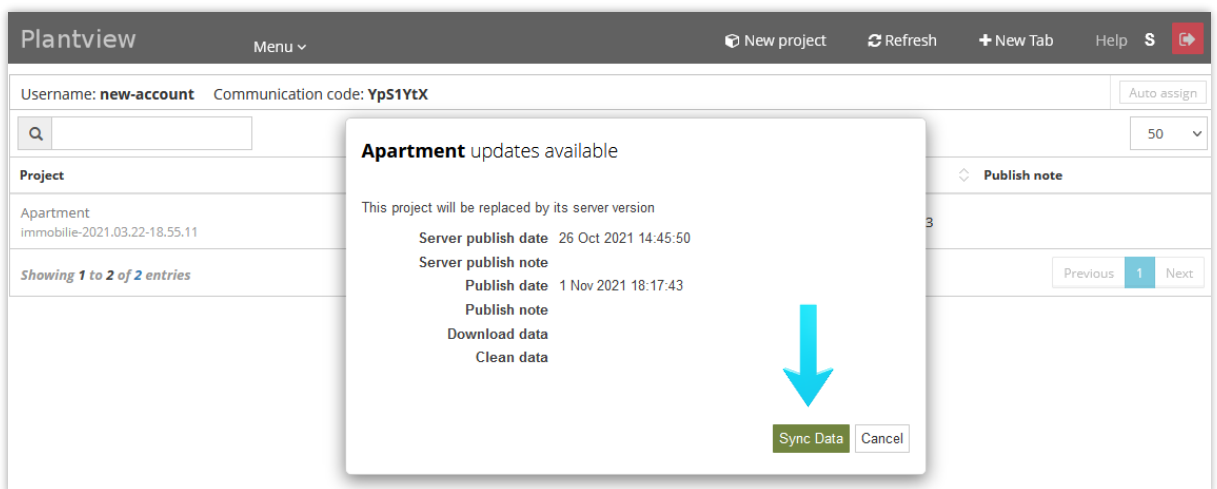 Plantview
Menu
New project
Refresh
New Tab
Help
S
Username: new-account Communication code: YpS1YtX
Auto assign
50
Project
Publish note
Apartment
immobilie-2021.03.22-18.55.11
3
Showing 1 to 2 of 2 entries
Previous 1 Next
Apartment updates available
This project will be replaced by its server version
Server publish date 26 Oct 2021 14:45:50
Server publish note
Publish date 1 Nov 2021 18:17:43
Publish note
Download data
Clean data
Sync Data
Cancel